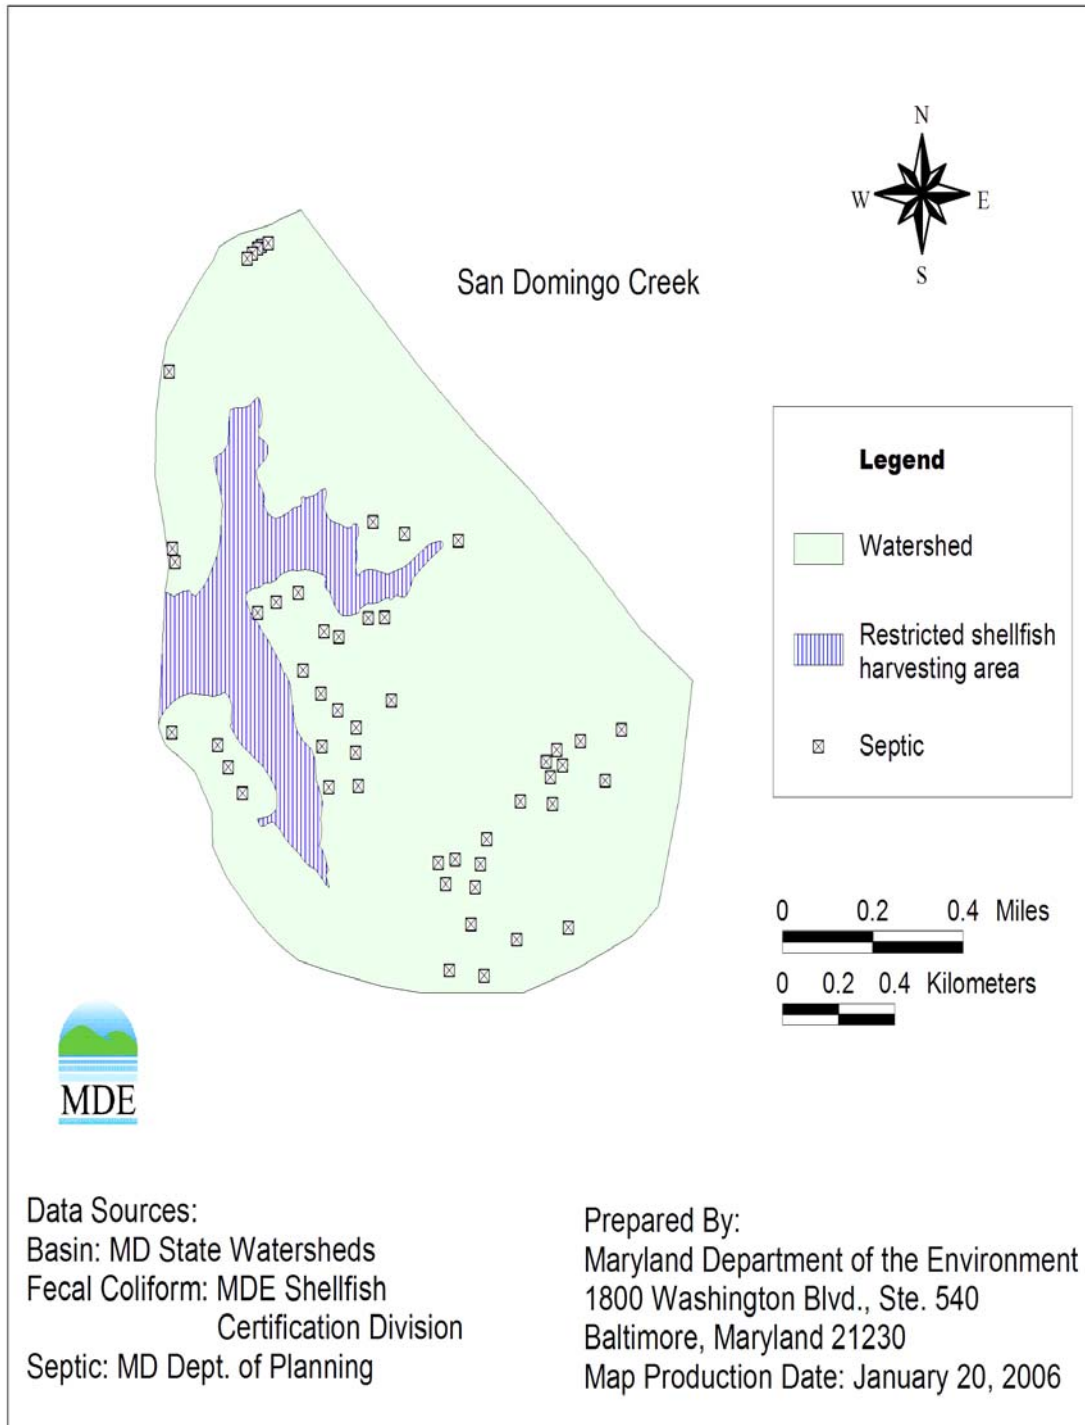 N
W E
S
San Domingo Creek
Legend
Watershed
Restricted shellfish
harvesting area
Septic
0 0.2 0.4 Miles
0 0.2 0.4 Kilometers
MDE
Data Sources:
Basin: MD State Watersheds
Fecal Coliform: MDE Shellfish
Certification Division
Septic: MD Dept. of Planning
Prepared By:
Maryland Department of the Environment
1800 Washington Blvd., Ste. 540
Baltimore, Maryland 21230
Map Production Date: January 20, 2006